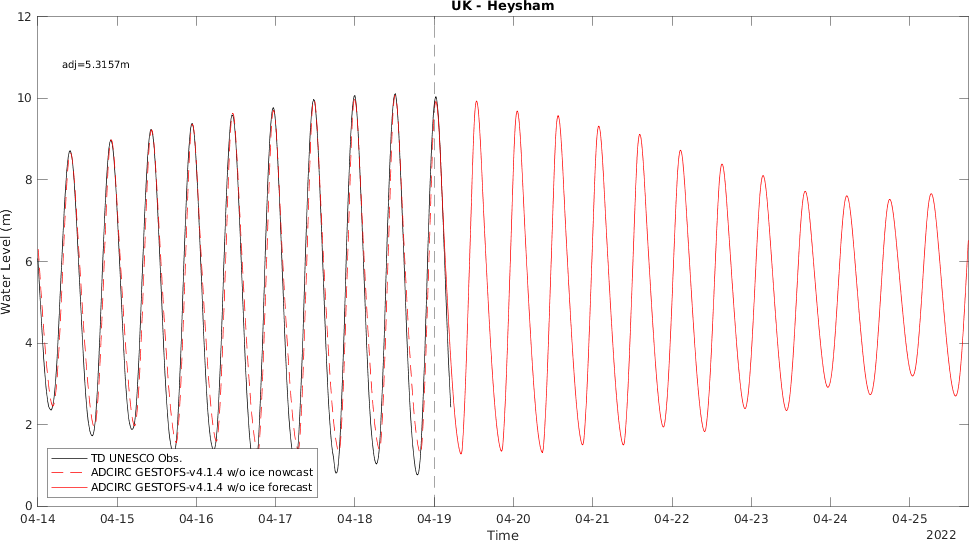 UK - Heysham
12
10
8
6
4
2
0
Water Level (m)
adj=5.3157m
TD UNESCO Obs.
ADCIRC GESTOFS-v4.1.4 w/o ice nowcast
ADCIRC GESTOFS-v4.1.4 w/o ice forecast
04-14 04-15 04-16 04-17 04-18 04-19 04-20 04-21 04-22 04-23 04-24 04-25
Time
2022